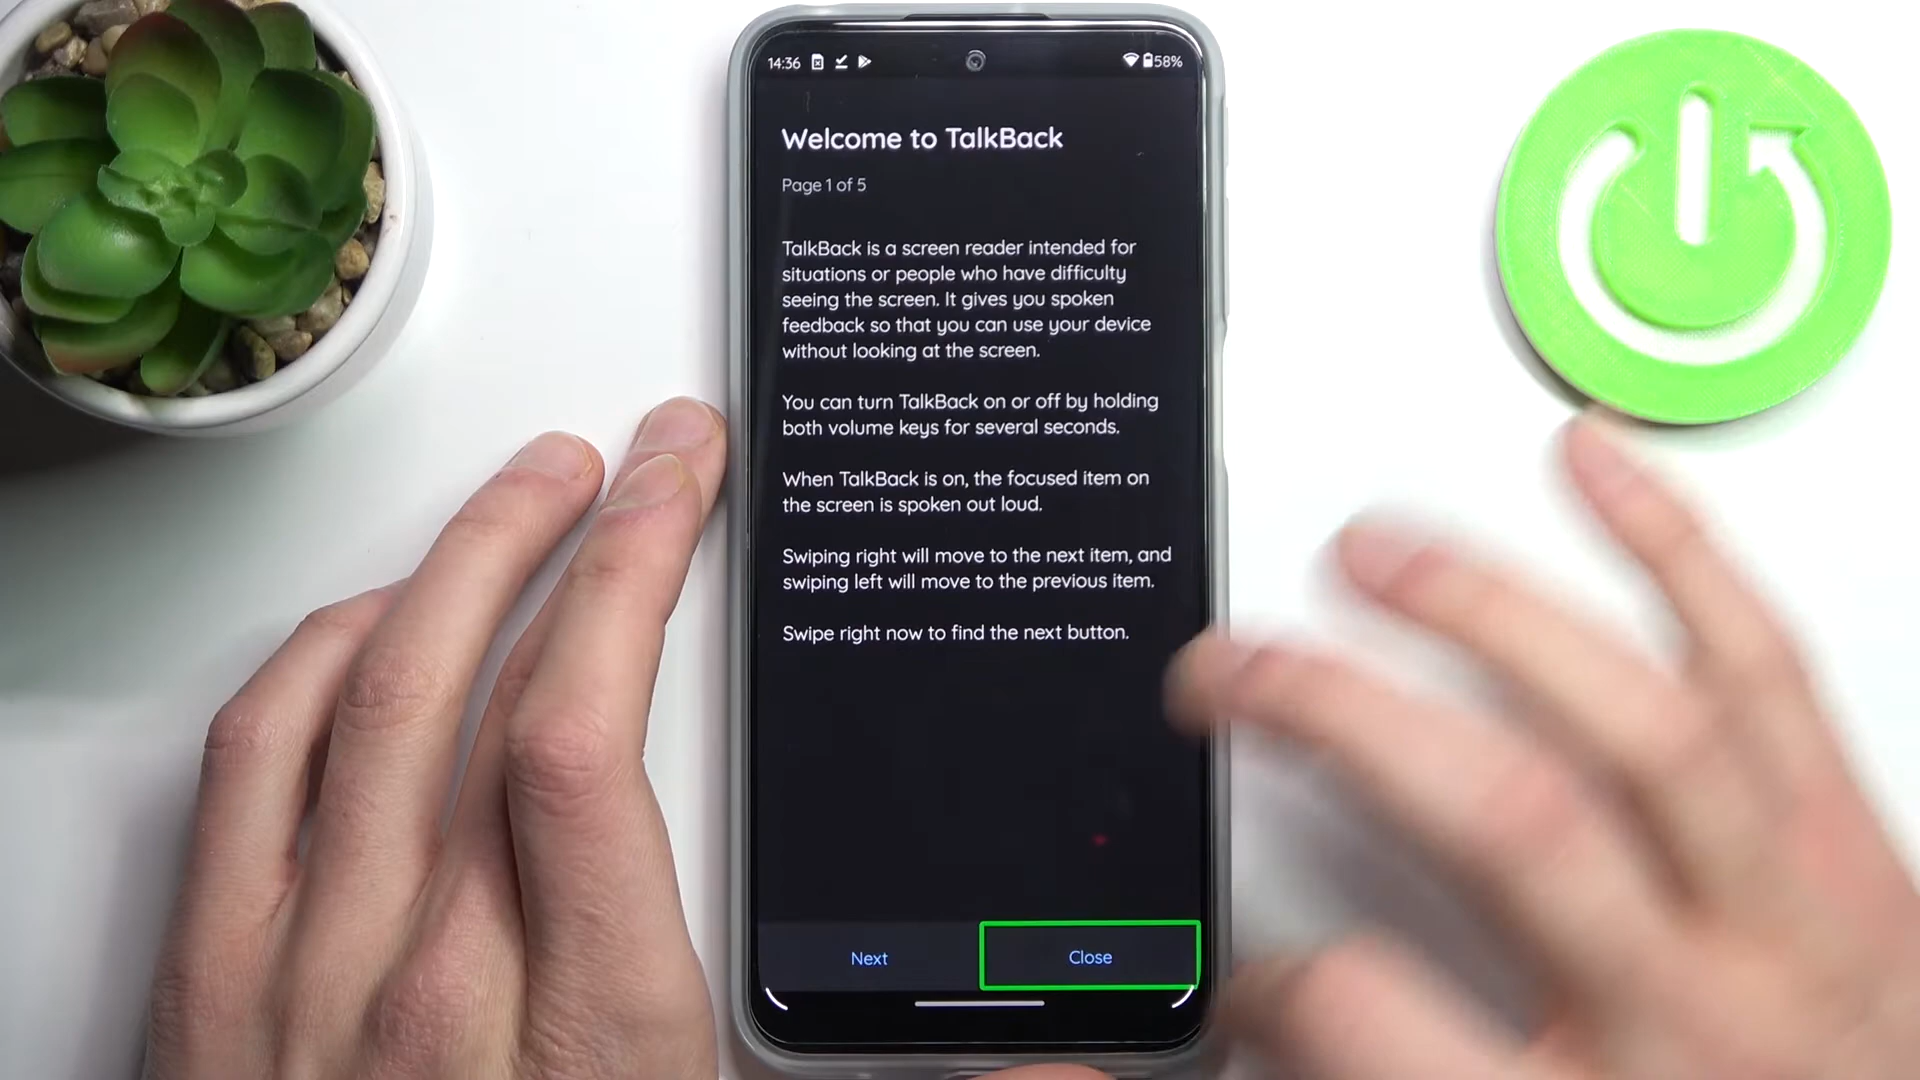 14:36 58%
Welcome to TalkBack
Page 1 of 5
TalkBack is a screen reader intended for
situations or people who have difficulty
seeing the screen. It gives you spoken
feedback so that you can use your device
without looking at the screen.
You can turn TalkBack on or off by holding
both volume keys for several seconds.
When TalkBack is on, the focused item on
the screen is spoken out loud.
Swiping right will move to the next item, and
swiping left will move to the previous item.
Swipe right now to find the next button.
Next Close